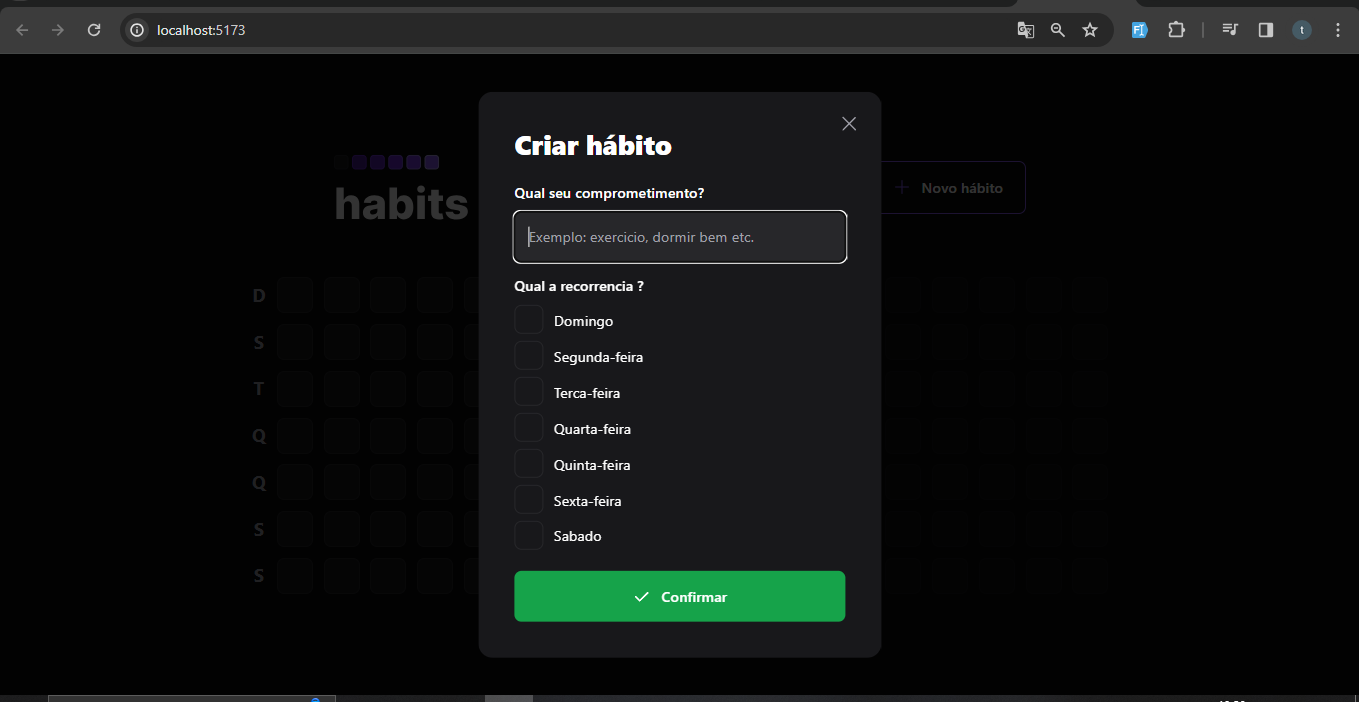 localhost:5173
t
habits
Novo hábito
D
S
T
Q
Q
S
S
Criar hábito
Qual seu comprometimento?
Exemplo: exercicio, dormir bem etc.
Qual a recorrencia ?
Domingo
Segunda-feira
Terca-feira
Quarta-feira
Quinta-feira
Sexta-feira
Sabado
Confirmar